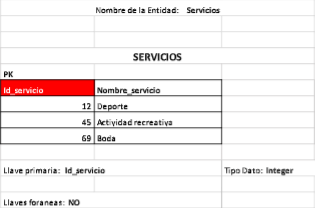 Nombre de la Entidad: Servicios
SERVICIOS
PK
Id_servicio Nombre_servicio
12 Deporte
45 Actividad recreativa
69 Boda
Llave primaria: Id_servicio Tipo Dato: Integer
Llaves foraneas: NO